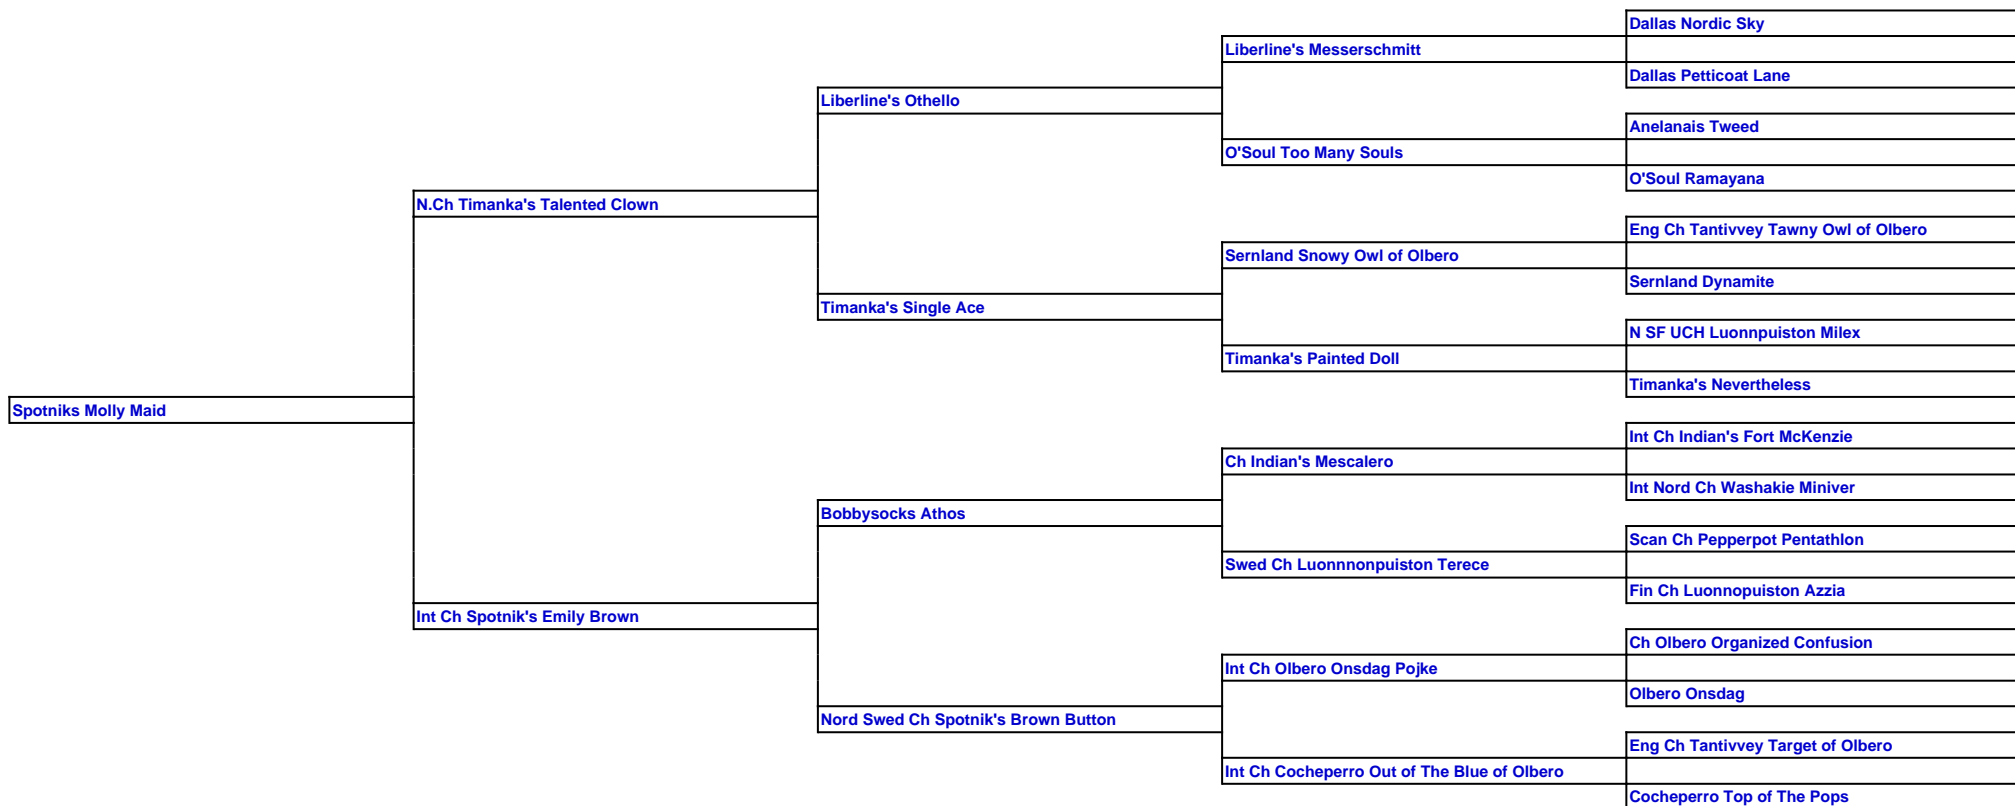 Dallas Nordic Sky
Liberline's Messerschmitt
Dallas Petticoat Lane
Liberline's Othello
Anelanais Tweed
O'Soul Too Many Souls
O'Soul Ramayana
N.Ch Timanka's Talented Clown
Eng Ch Tantivvey Tawny Owl of Olbero
Sernland Snowy Owl of Olbero
Sernland Dynamite
Timanka's Single Ace
N SF UCH Luonnpuiston Milex
Timanka's Painted Doll
Timanka's Nevertheless
Spotniks Molly Maid
Int Ch Indian's Fort McKenzie
Ch Indian's Mescalero
Int Nord Ch Washakie Miniver
Bobbysocks Athos
Scan Ch Pepperpot Pentathlon
Swed Ch Luonnnonpuiston Terece
Fin Ch Luonnopuiston Azzia
Int Ch Spotnik's Emily Brown
Ch Olbero Organized Confusion
Int Ch Olbero Onsdag Pojke
Olbero Onsdag
Nord Swed Ch Spotnik's Brown Button
Eng Ch Tantivvey Target of Olbero
Int Ch Cocheperro Out of The Blue of Olbero
Cocheperro Top of The Pops